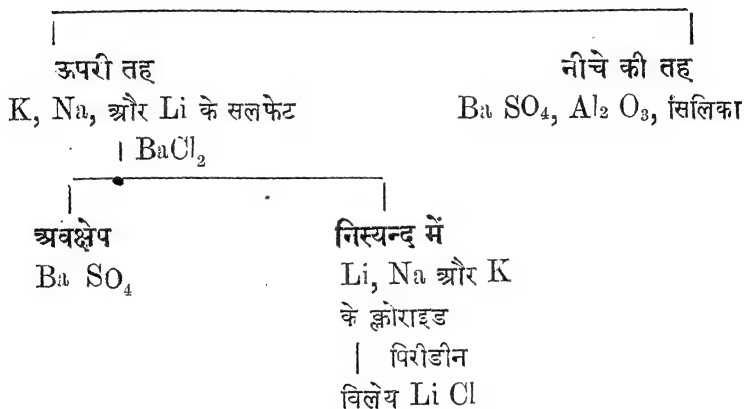 ऊपरी तह
K, Na, और Li के सलफेट
| BaCl₂
नीचे की तह
Ba SO₄, Al₂ O₃, सिलिका
अवक्षेप
Ba SO₄
निस्यन्द में
Li, Na और K
के क्लोराइड
| पिरीडीन
विलेय Li Cl